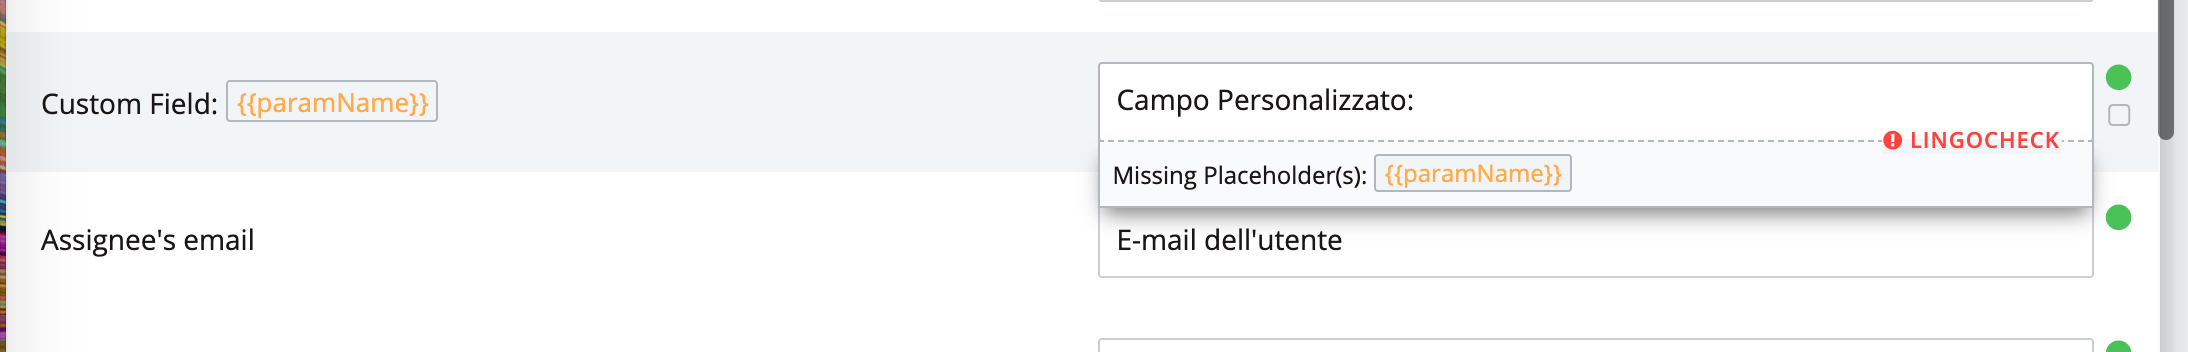 Custom Field: {{paramName}}
Campo Personalizzato:
LINGOCHECK
Missing Placeholder(s): {{paramName}}
Assignee's email
E-mail dell'utente